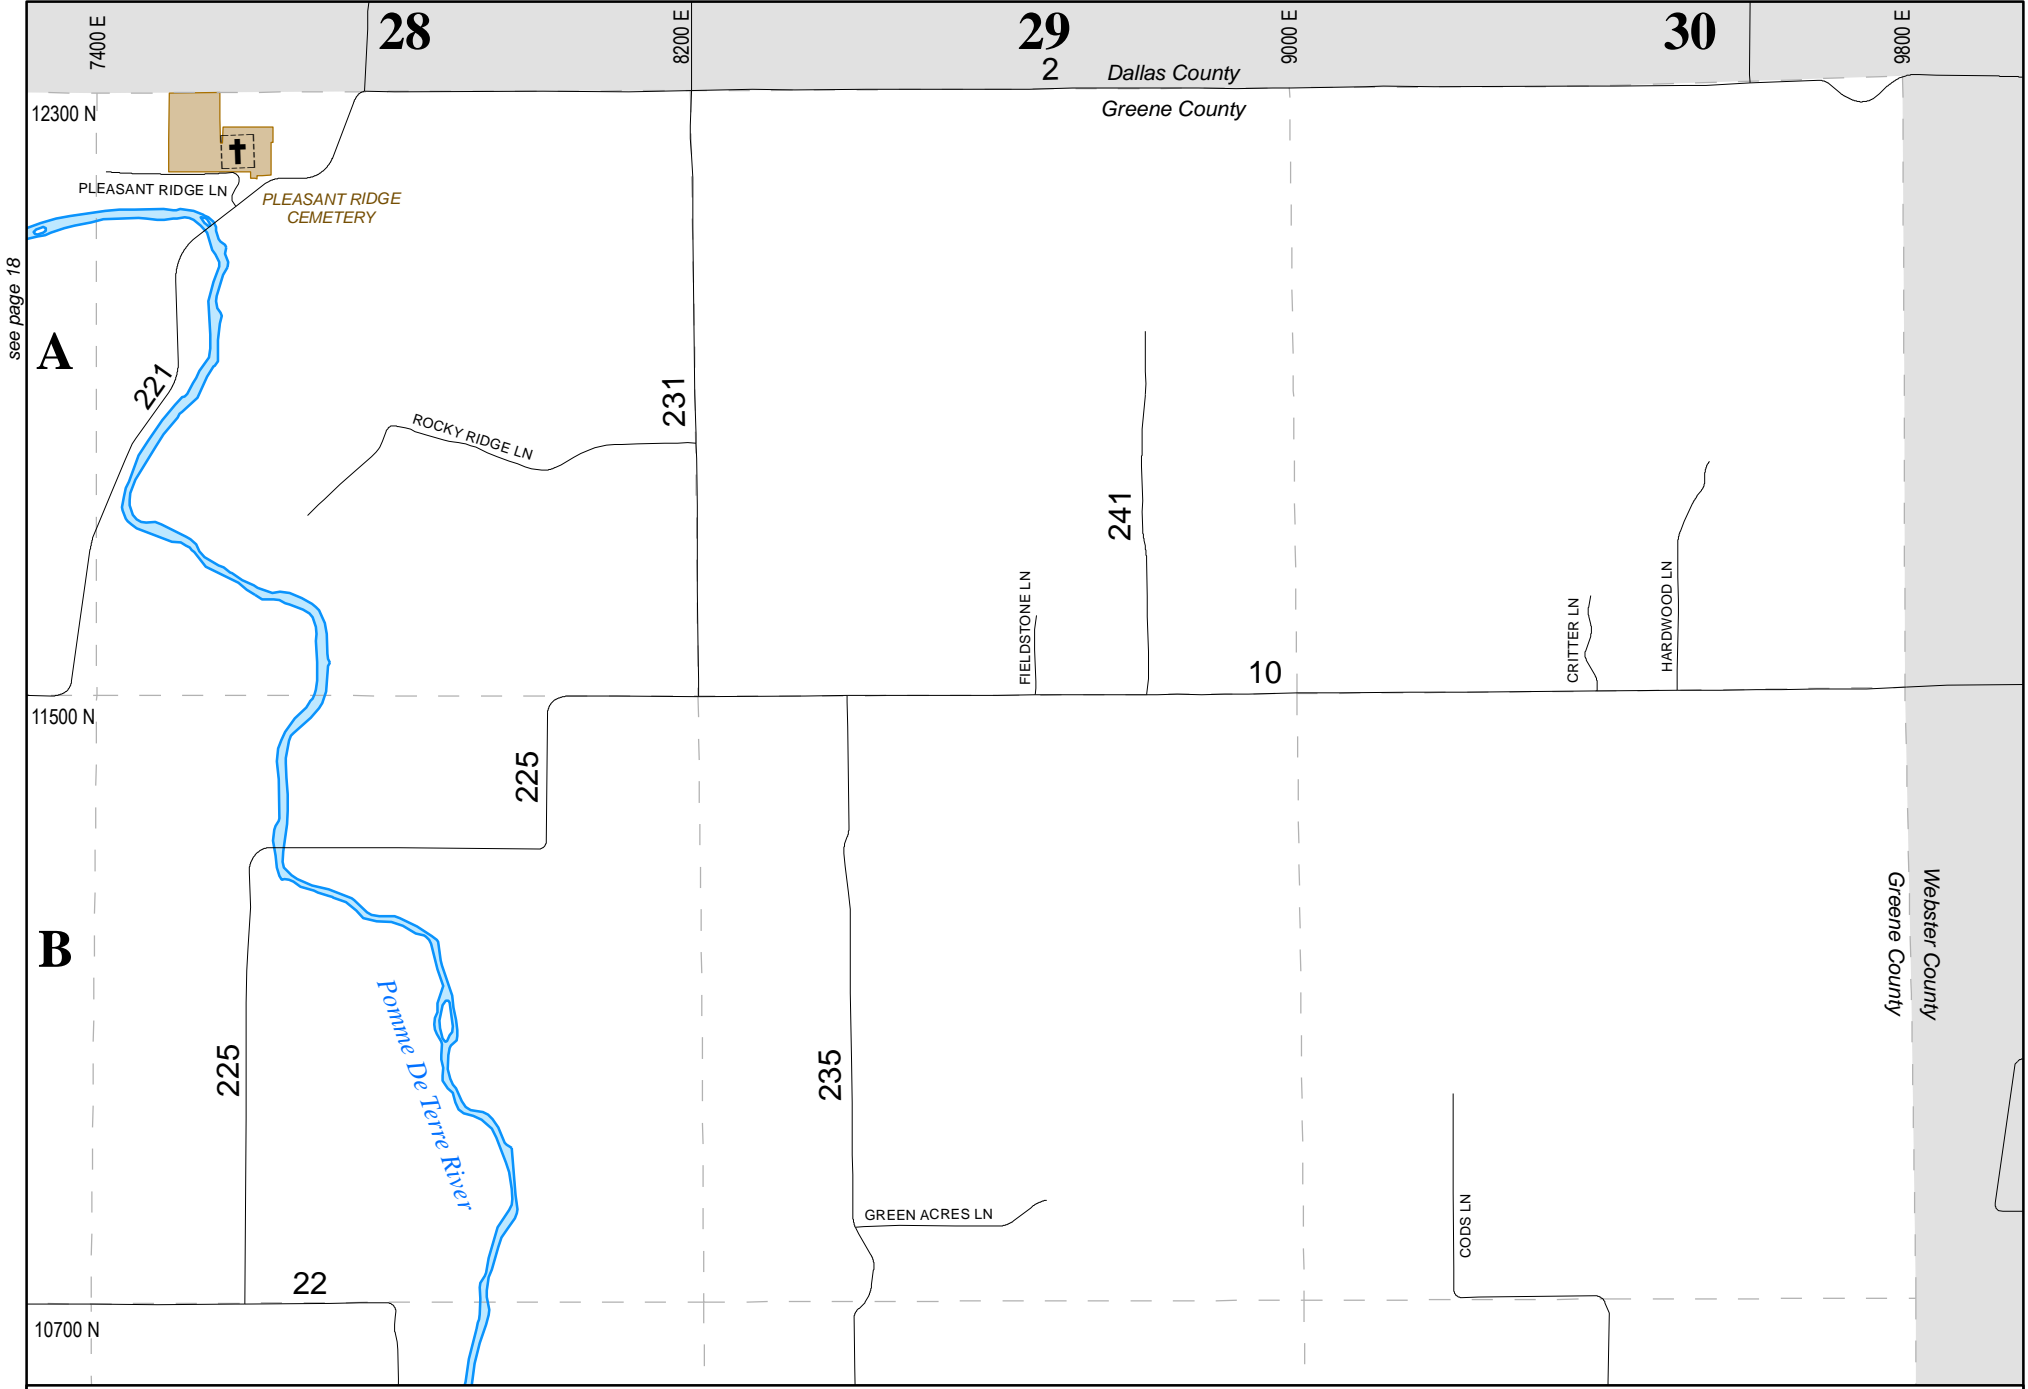 7400 E
28
8200 E
29
9000 E
30
9800 E
2
Dallas County
Greene County
12300 N
PLEASANT RIDGE LN
PLEASANT RIDGE
CEMETERY
see page 18
A
221
231
ROCKY RIDGE LN
241
FIELDSTONE LN
CRITTER LN
HARDWOOD LN
10
11500 N
225
B
Greene County
Webster County
Pomme De Terre River
225
235
GREEN ACRES LN
CODS LN
22
10700 N